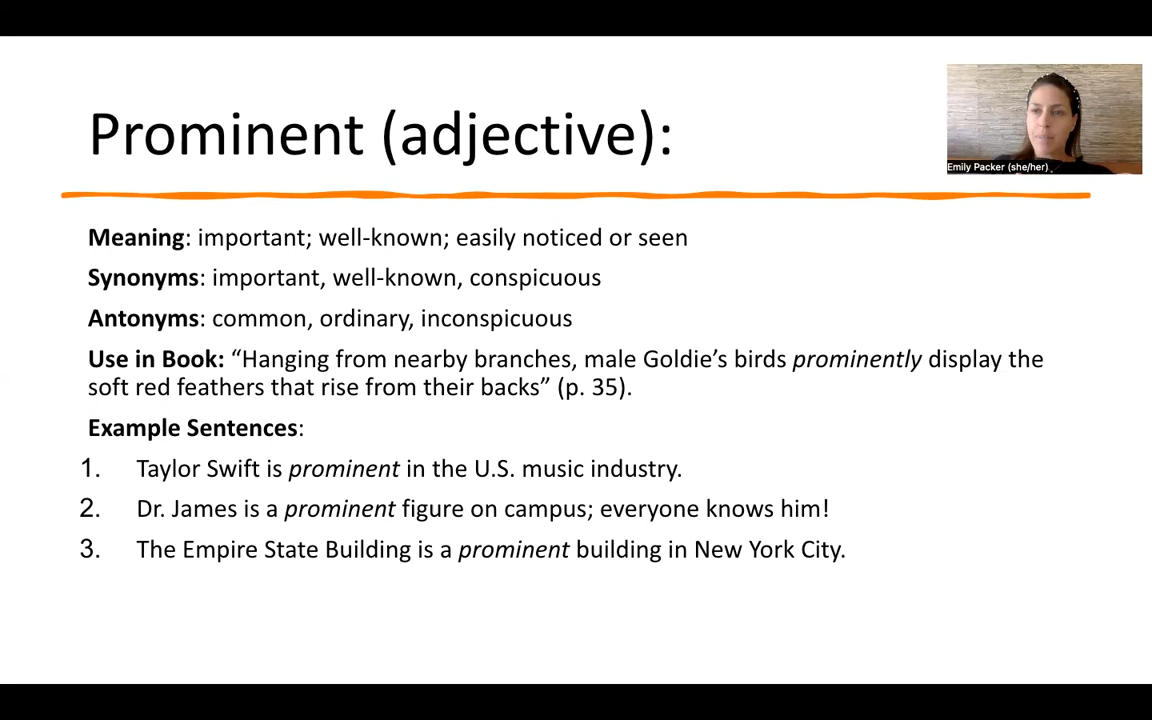 Prominent (adjective):
Emily Packer (she/her)
Meaning: important; well-known; easily noticed or seen
Synonyms: important, well-known, conspicuous
Antonyms: common, ordinary, inconspicuous
Use in Book: “Hanging from nearby branches, male Goldie’s birds prominently display the
soft red feathers that rise from their backs” (p. 35).
Example Sentences:
1. Taylor Swift is prominent in the U.S. music industry.
2. Dr. James is a prominent figure on campus; everyone knows him!
3. The Empire State Building is a prominent building in New York City.